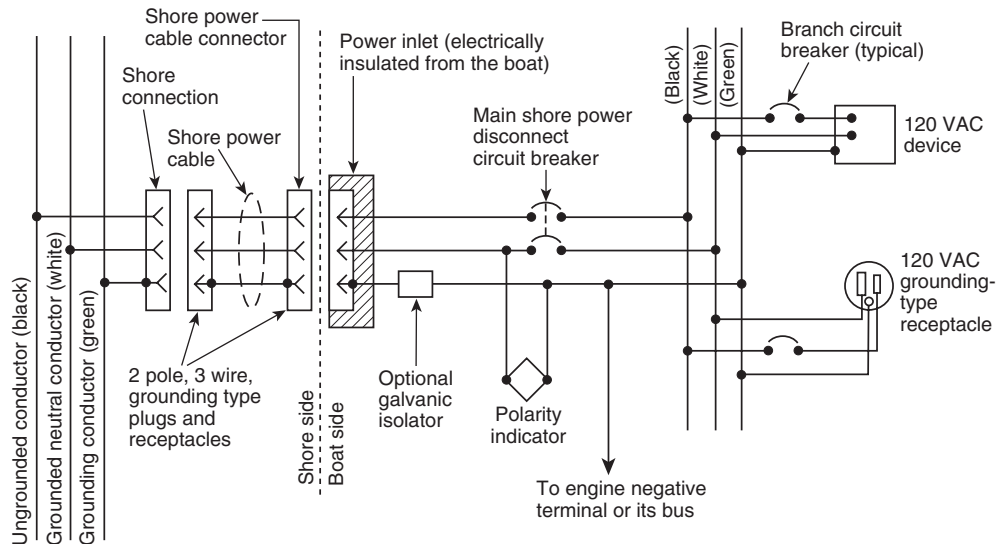 Shore power
cable connector
Shore
connection
Shore power
cable
Power inlet (electrically
insulated from the boat)
Main shore power
disconnect
circuit breaker
(Black)
(White)
(Green)
Branch circuit
breaker (typical)
120 VAC
device
120 VAC
grounding-
type
receptacle
Ungrounded conductor (black)
Grounded neutral conductor (white)
Grounding conductor (green)
2 pole, 3 wire,
grounding type
plugs and
receptacles
Shore side
Boat side
Optional
galvanic
isolator
Polarity
indicator
To engine negative
terminal or its bus